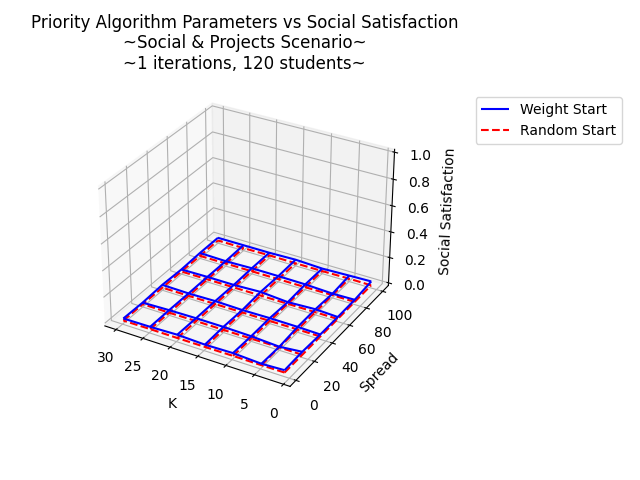 Priority Algorithm Parameters vs Social Satisfaction
~Social & Projects Scenario~
~1 iterations, 120 students~
Weight Start
Random Start
1.0
0.8
0.6
0.4
0.2
0.0
Social Satisfaction
100
80
60
40
20
0
Spread
30
25
20
15
10
5
0
K